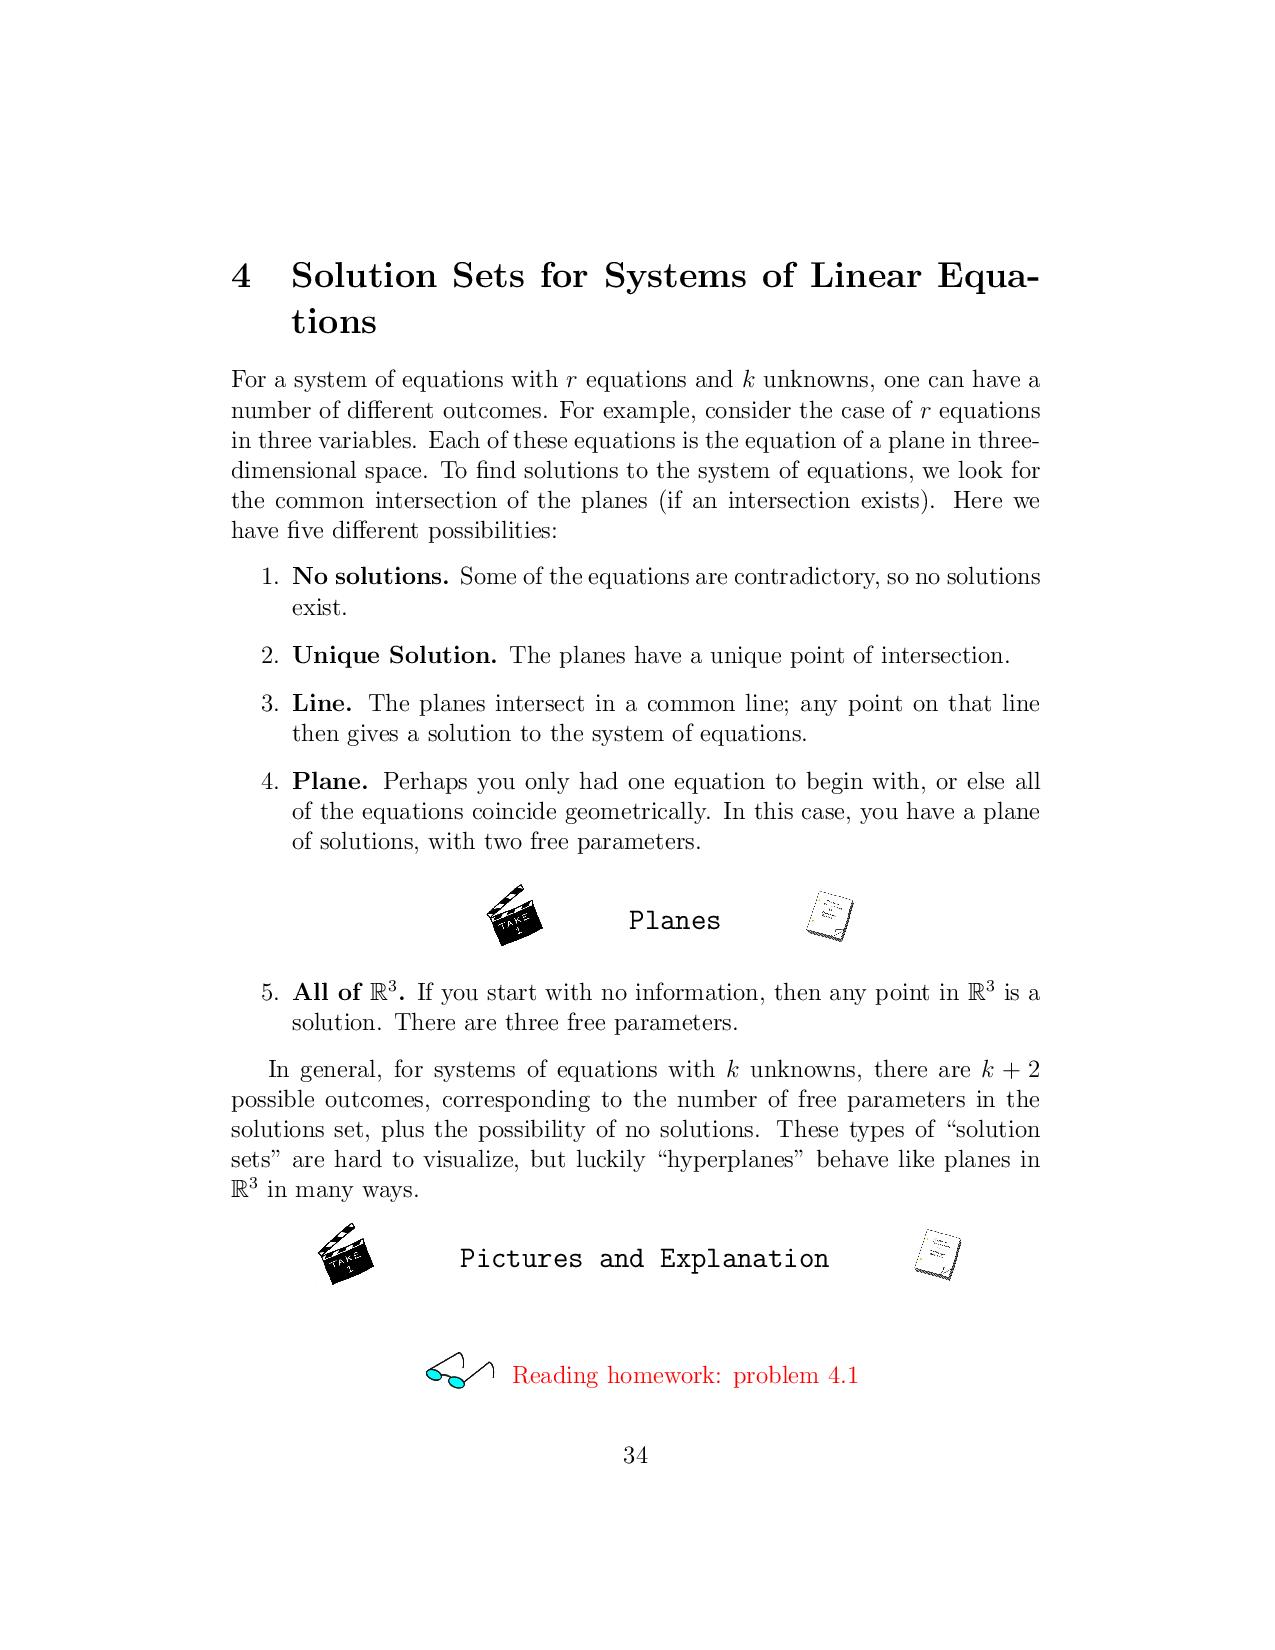 4 Solution Sets for Systems of Linear Equa-
tions
For a system of equations with r equations and k unknowns, one can have a
number of different outcomes. For example, consider the case of r equations
in three variables. Each of these equations is the equation of a plane in three-
dimensional space. To find solutions to the system of equations, we look for
the common intersection of the planes (if an intersection exists). Here we
have five different possibilities:
1. No solutions. Some of the equations are contradictory, so no solutions
exist.
2. Unique Solution. The planes have a unique point of intersection.
3. Line. The planes intersect in a common line; any point on that line
then gives a solution to the system of equations.
4. Plane. Perhaps you only had one equation to begin with, or else all
of the equations coincide geometrically. In this case, you have a plane
of solutions, with two free parameters.
TAKE
1
Planes
5. All of ℝ³. If you start with no information, then any point in ℝ³ is a
solution. There are three free parameters.
In general, for systems of equations with k unknowns, there are k + 2
possible outcomes, corresponding to the number of free parameters in the
solutions set, plus the possibility of no solutions. These types of “solution
sets” are hard to visualize, but luckily “hyperplanes” behave like planes in
ℝ³ in many ways.
TAKE
1
Pictures and Explanation
Reading homework: problem 4.1
34